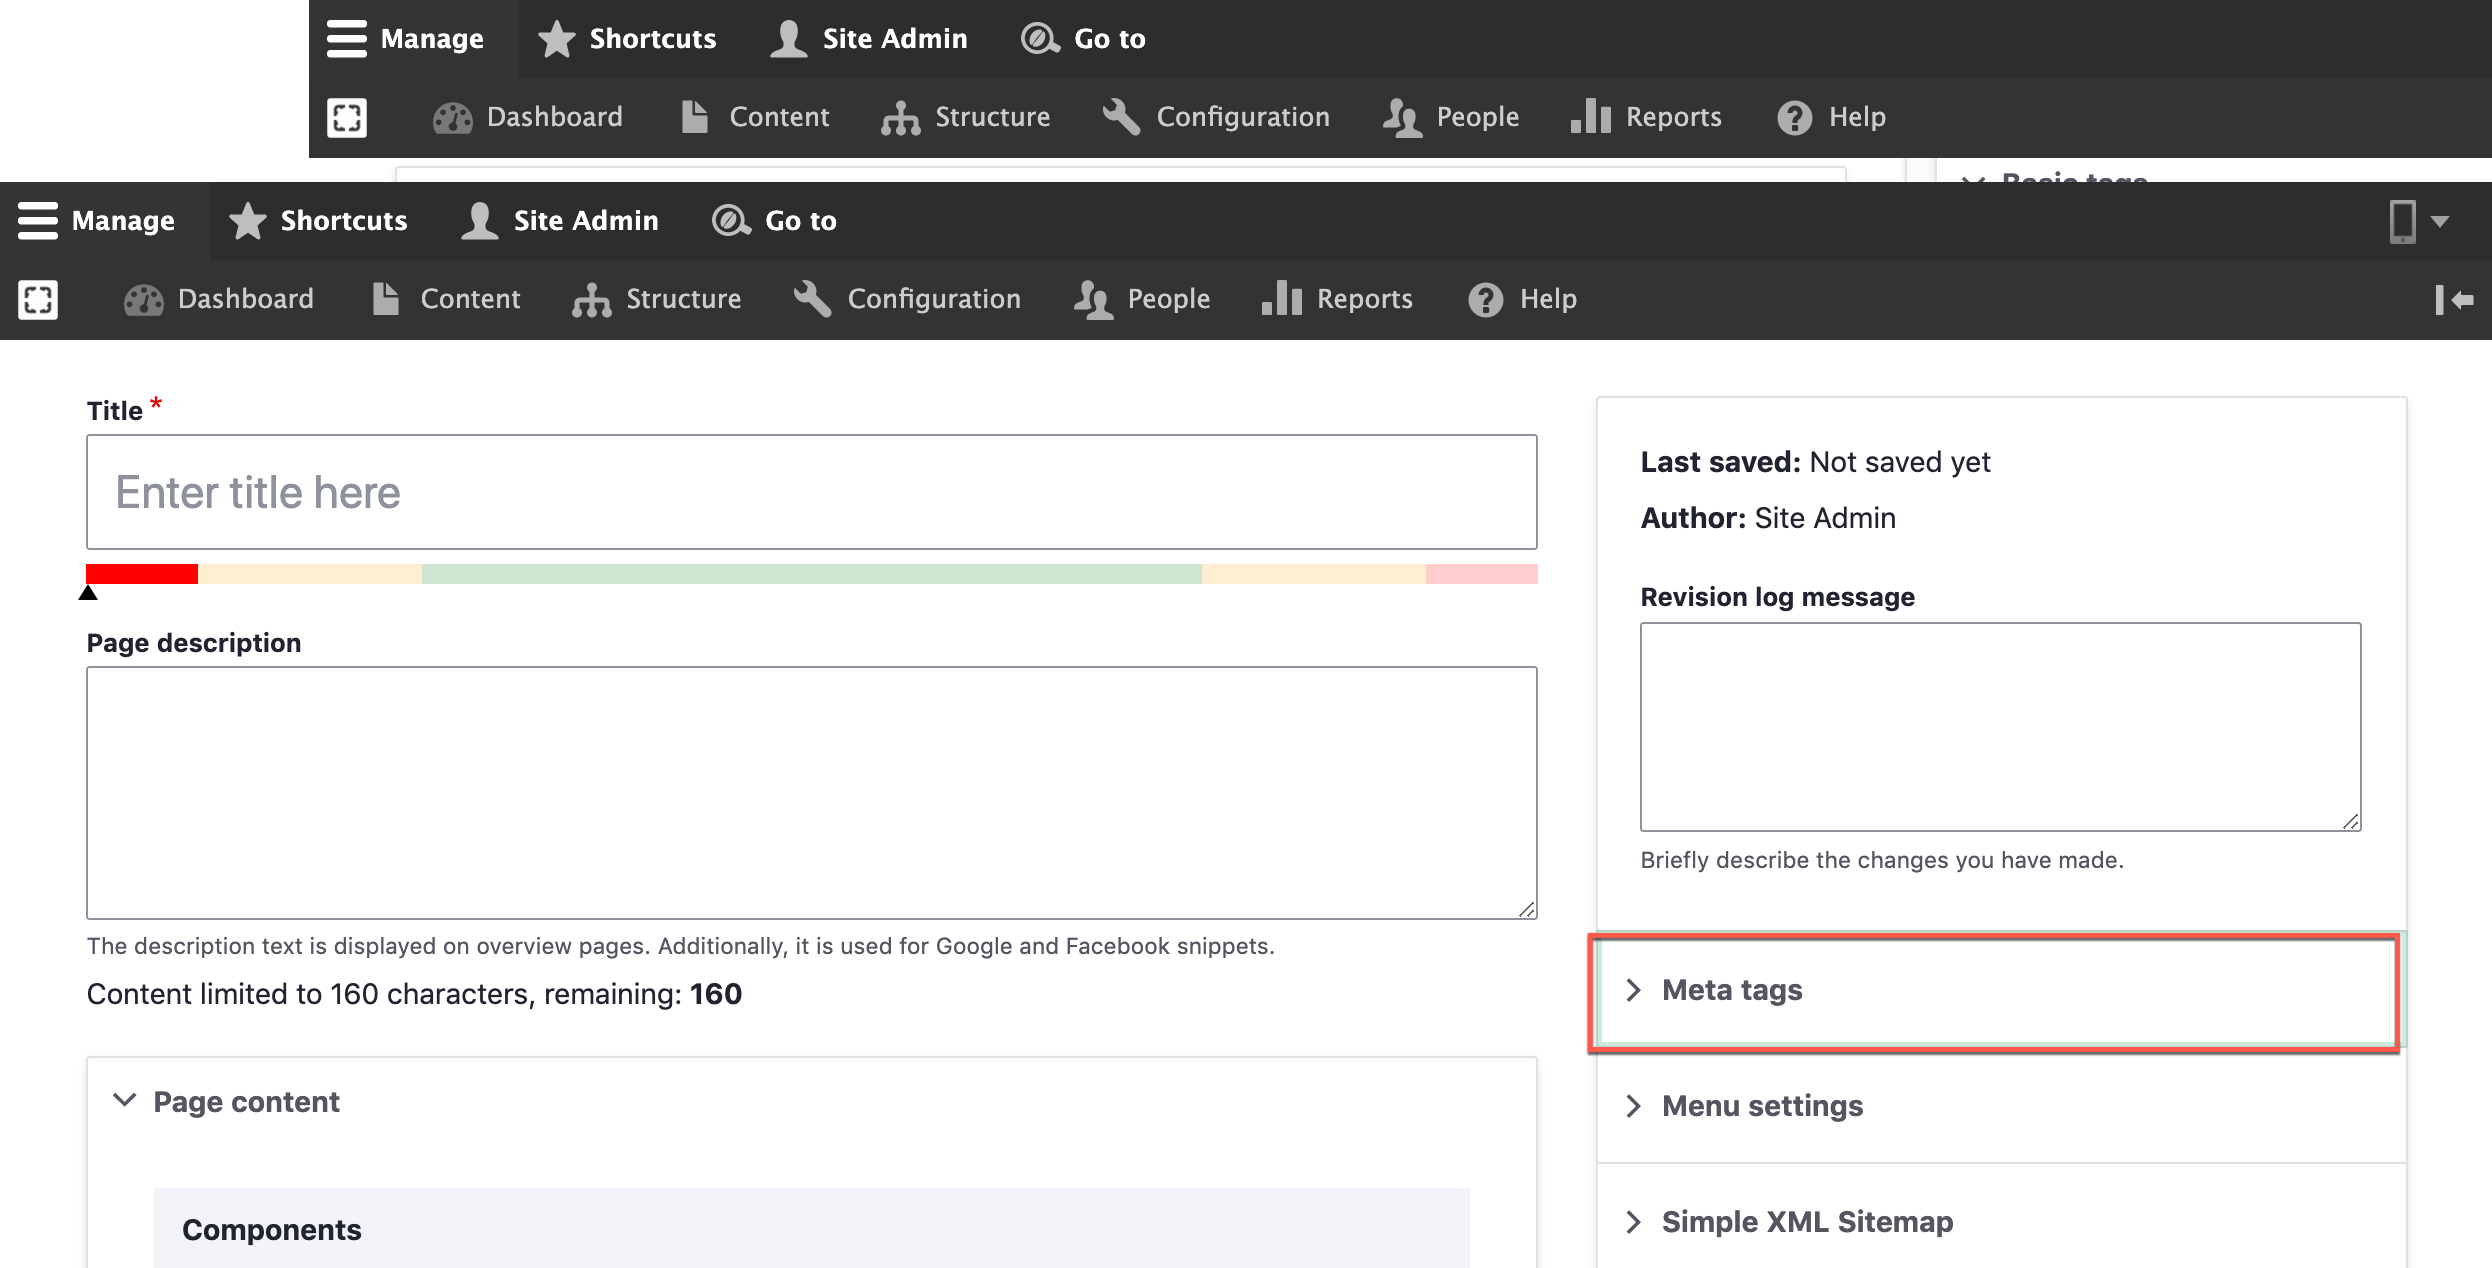 Manage Shortcuts Site Admin Go to
Dashboard Content Structure Configuration People Reports Help
Basic tags
Manage Shortcuts Site Admin Go to
Dashboard Content Structure Configuration People Reports Help
Title *
Enter title here
Page description
The description text is displayed on overview pages. Additionally, it is used for Google and Facebook snippets.
Content limited to 160 characters, remaining: 160
Page content
Components
Last saved: Not saved yet
Author: Site Admin
Revision log message
Briefly describe the changes you have made.
Meta tags
Menu settings
Simple XML Sitemap